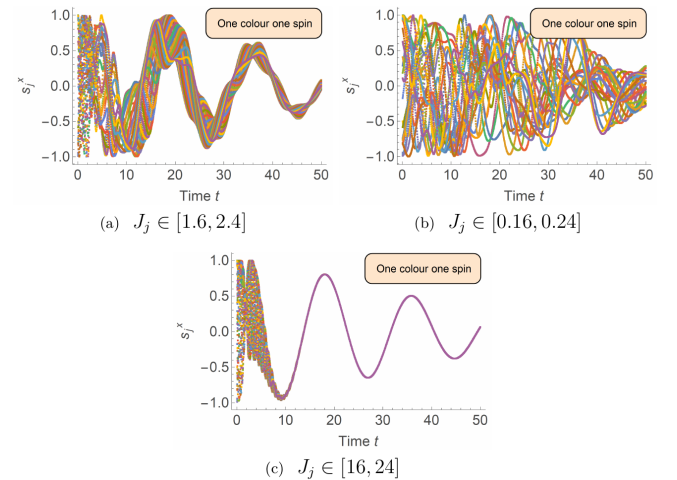 One colour one spin
1.0
0.5
0.0
−0.5
−1.0
s_j^x
0 10 20 30 40 50
Time t
(a) J_j ∈ [1.6, 2.4]
One colour one spin
1.0
0.5
0.0
−0.5
−1.0
s_j^x
0 10 20 30 40 50
Time t
(b) J_j ∈ [0.16, 0.24]
One colour one spin
1.0
0.5
0.0
−0.5
−1.0
s_j^x
0 10 20 30 40 50
Time t
(c) J_j ∈ [16, 24]